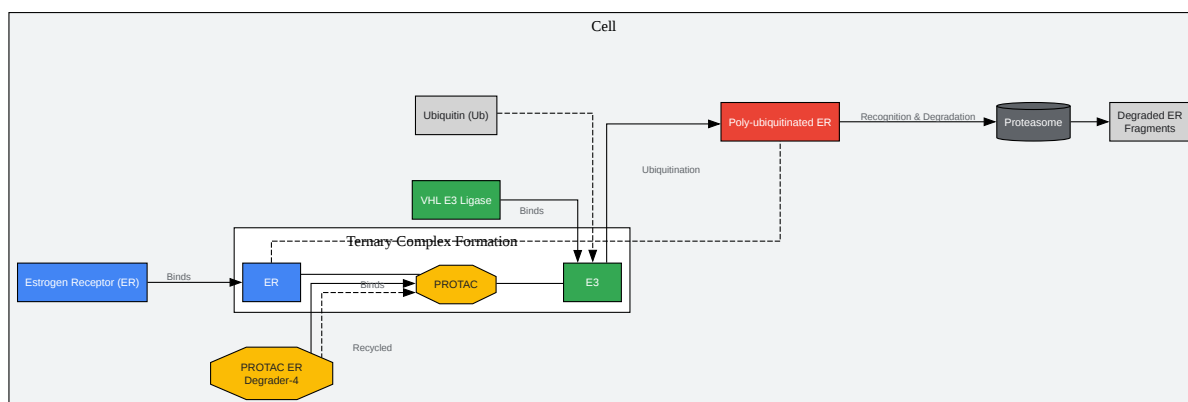 Cell
Ubiquitin (Ub)
Poly-ubiquitinated ER
Recognition & Degradation
Proteasome
Degraded ER
Fragments
Ubiquitination
VHL E3 Ligase
Binds
Ternary Complex Formation
Estrogen Receptor (ER)
Binds
ER
Binds
PROTAC
E3
Recycled
PROTAC ER
Degrader-4